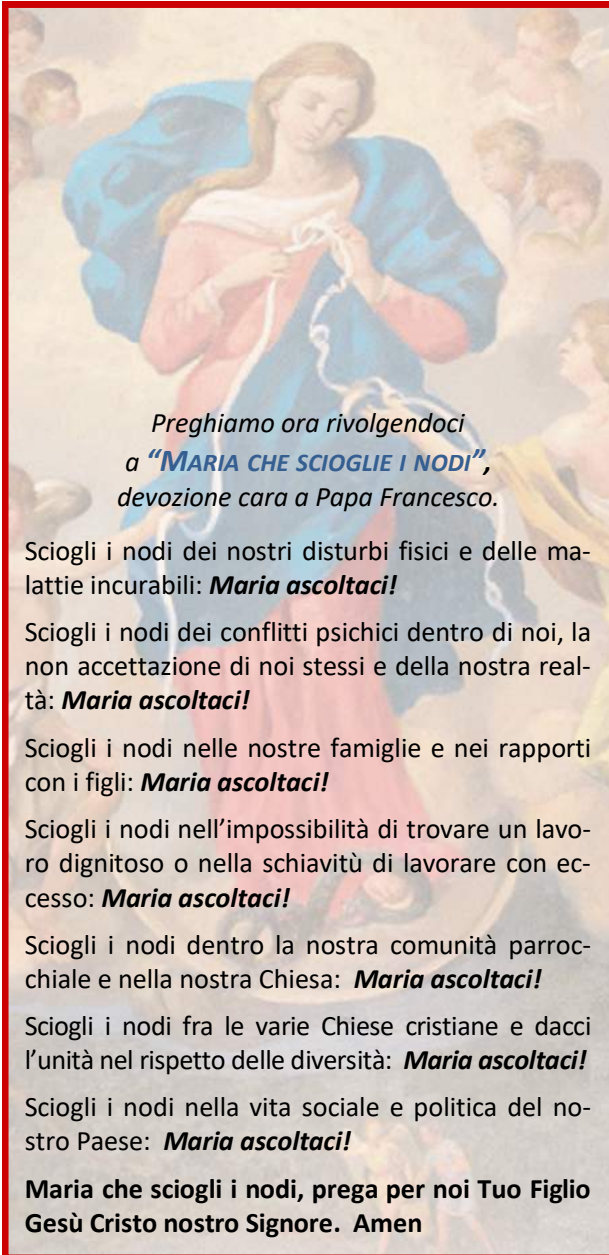 Preghiamo ora rivolgendoci
a “MARIA CHE SCIOGLIE I NODI”,
devozione cara a Papa Francesco.
Sciogli i nodi dei nostri disturbi fisici e delle ma-
lattie incurabili: Maria ascoltaci!
Sciogli i nodi dei conflitti psichici dentro di noi, la
non accettazione di noi stessi e della nostra real-
tà: Maria ascoltaci!
Sciogli i nodi nelle nostre famiglie e nei rapporti
con i figli: Maria ascoltaci!
Sciogli i nodi nell’impossibilità di trovare un lavo-
ro dignitoso o nella schiavitù di lavorare con ec-
cesso: Maria ascoltaci!
Sciogli i nodi dentro la nostra comunità parroc-
chiale e nella nostra Chiesa: Maria ascoltaci!
Sciogli i nodi fra le varie Chiese cristiane e dacci
l’unità nel rispetto delle diversità: Maria ascoltaci!
Sciogli i nodi nella vita sociale e politica del no-
stro Paese: Maria ascoltaci!
Maria che sciogli i nodi, prega per noi Tuo Figlio
Gesù Cristo nostro Signore. Amen